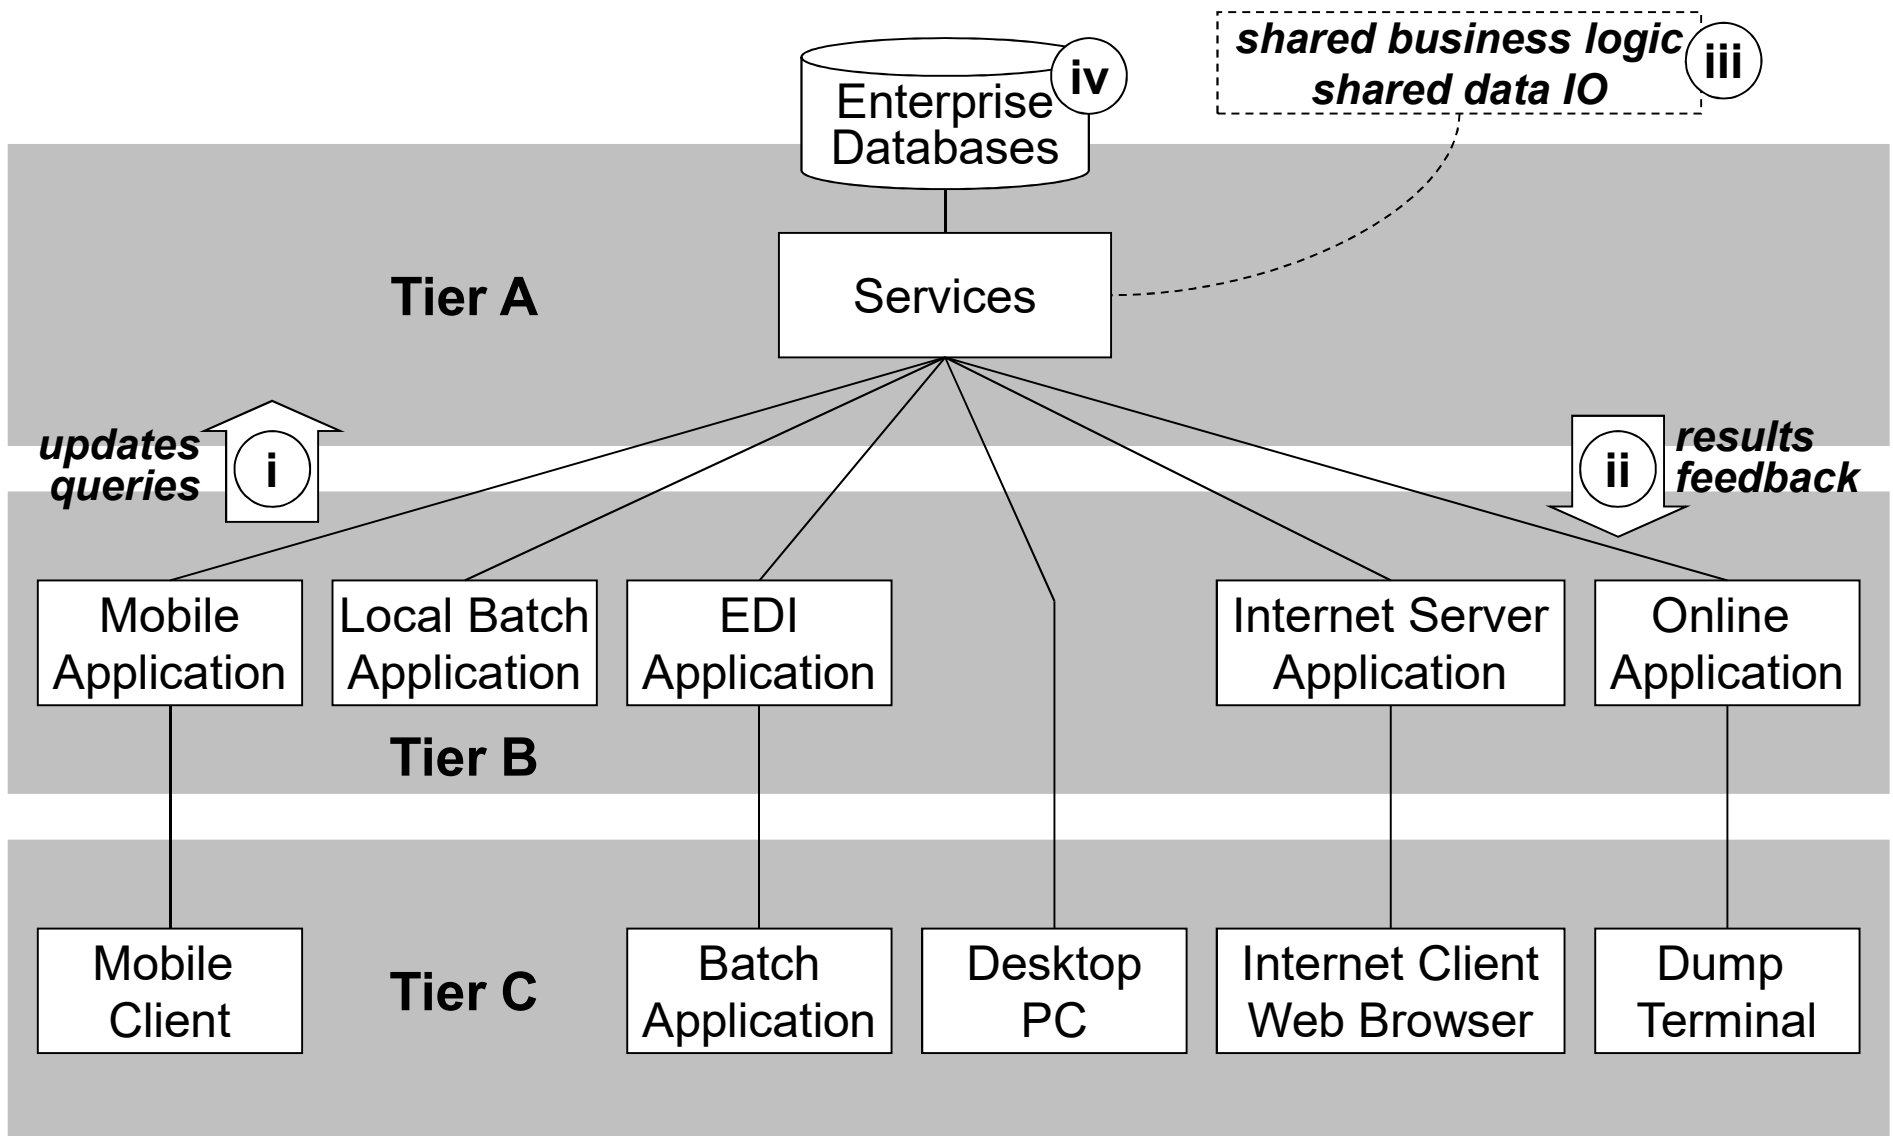 shared business logic
shared data IO
iii
iv
Enterprise
Databases
Tier A
Services
updates
queries
i
ii
results
feedback
Mobile
Application
Local Batch
Application
EDI
Application
Internet Server
Application
Online
Application
Tier B
Mobile
Client
Tier C
Batch
Application
Desktop
PC
Internet Client
Web Browser
Dump
Terminal